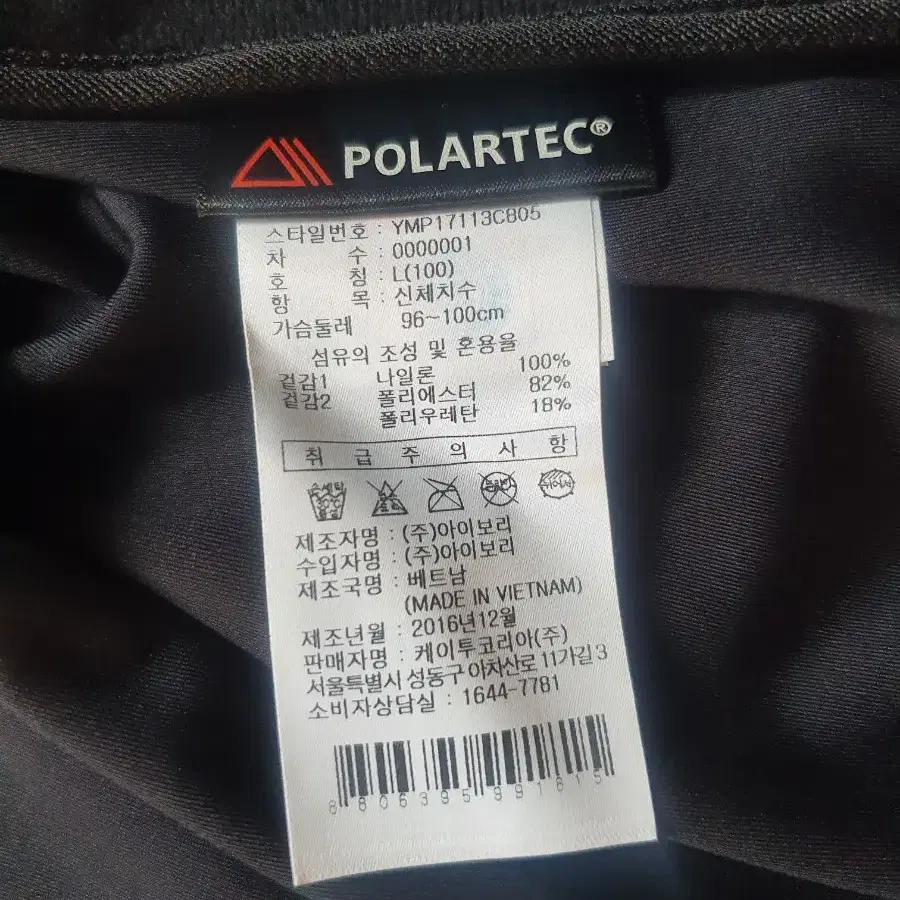 POLARTEC®
스타일번호 : YMP17113C805
차 수 : 0000001
호 칭 : L(100)
항 목 : 신체치수
가슴둘레 96~100cm
섬유의 조성 및 혼용율
겉감1 나일론 100%
겉감2 폴리에스터 82%
폴리우레탄 18%
취 급 주 의 사 항
손세탁
제조자명 : (주)아이보리
수입자명 : (주)아이보리
제조국명 : 베트남
(MADE IN VIETNAM)
제조년월 : 2016년12월
판매자명 : 케이투코리아(주)
서울특별시 성동구 아차산로 11가길 3
소비자상담실 : 1644-7781
8 806395 891815